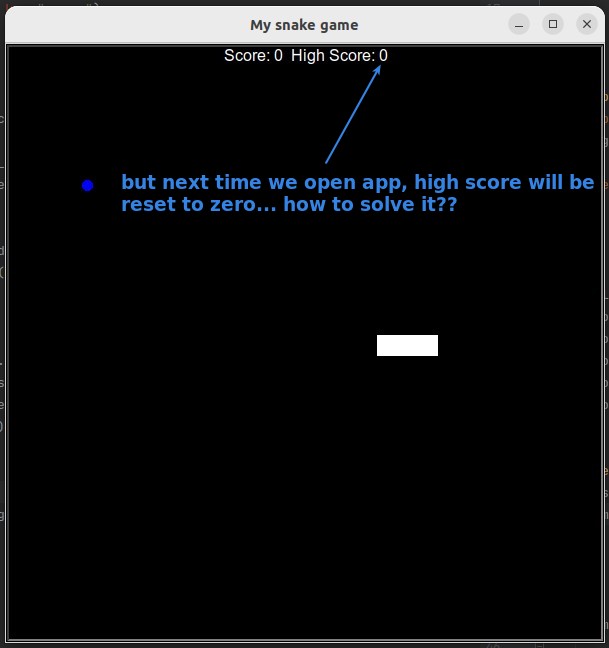 My snake game
Score: 0 High Score: 0
but next time we open app, high score will be
reset to zero... how to solve it??